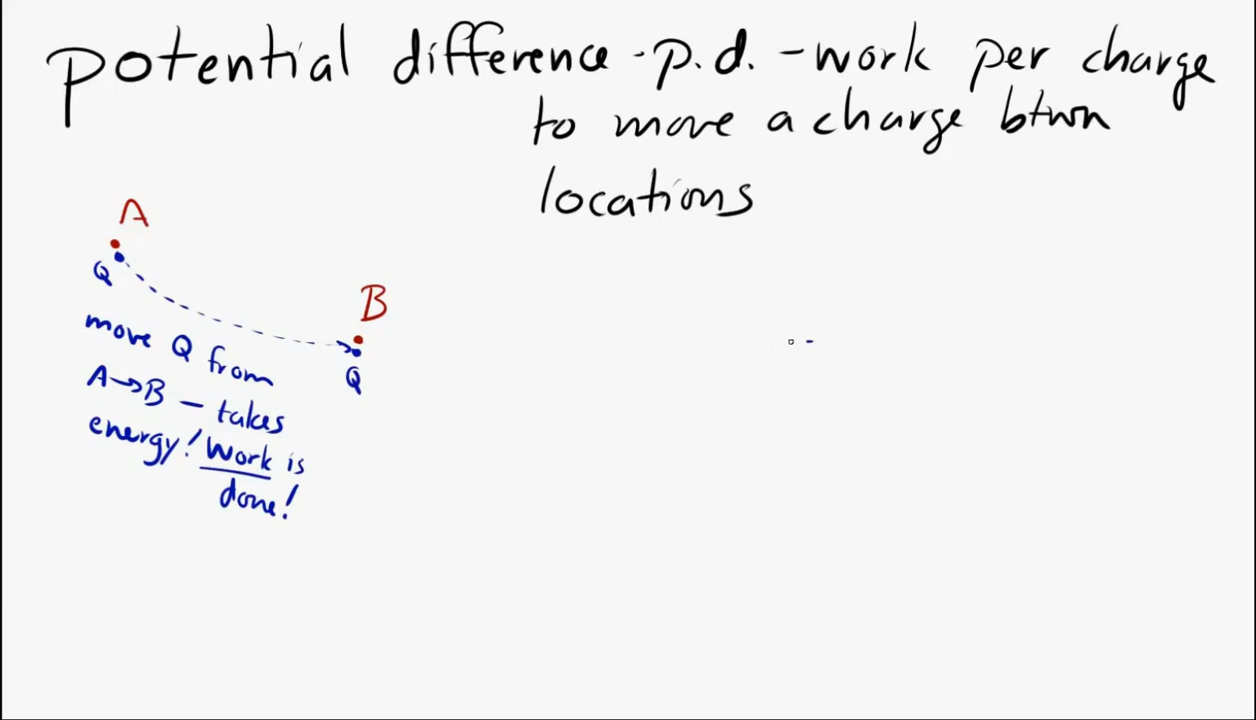 potential difference - p.d. - work per charge
to move a charge btwn
locations
A
Q
B
Q
move Q from
A→B - takes
energy! Work is
done!